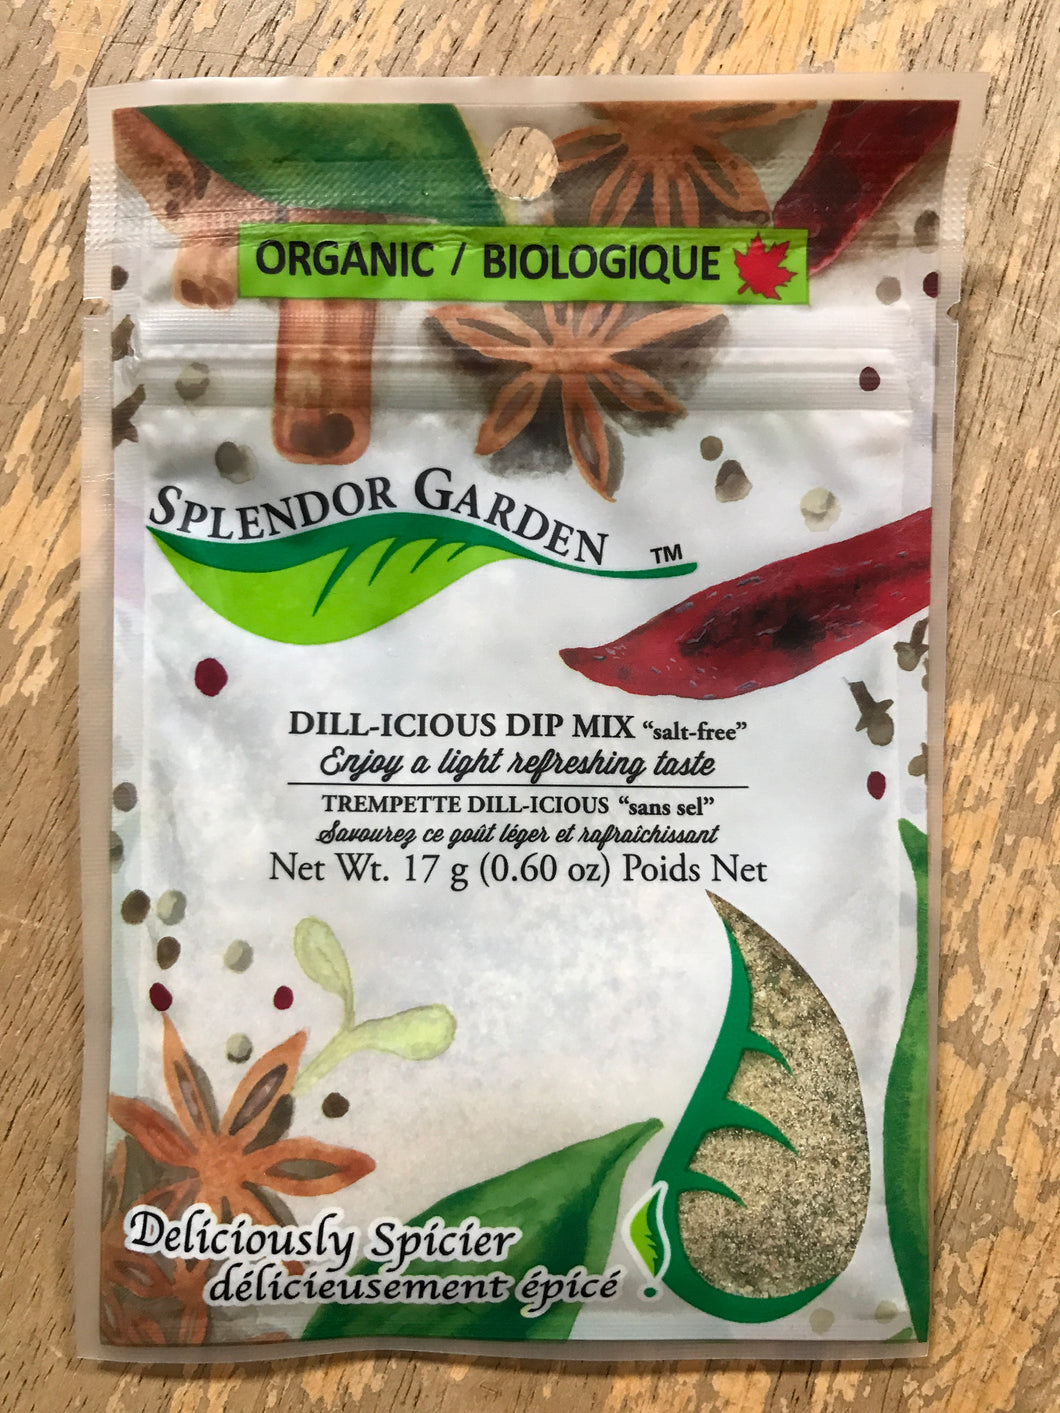 ORGANIC / BIOLOGIQUE
SPLENDOR GARDEN TM
DILL-ICIOUS DIP MIX “salt-free”
Enjoy a light refreshing taste
TREMPETTE DILL-ICIOUS “sans sel”
Savourez ce goût léger et rafraîchissant
Net Wt. 17 g (0.60 oz) Poids Net
Deliciously Spicier
délicieusement épicé